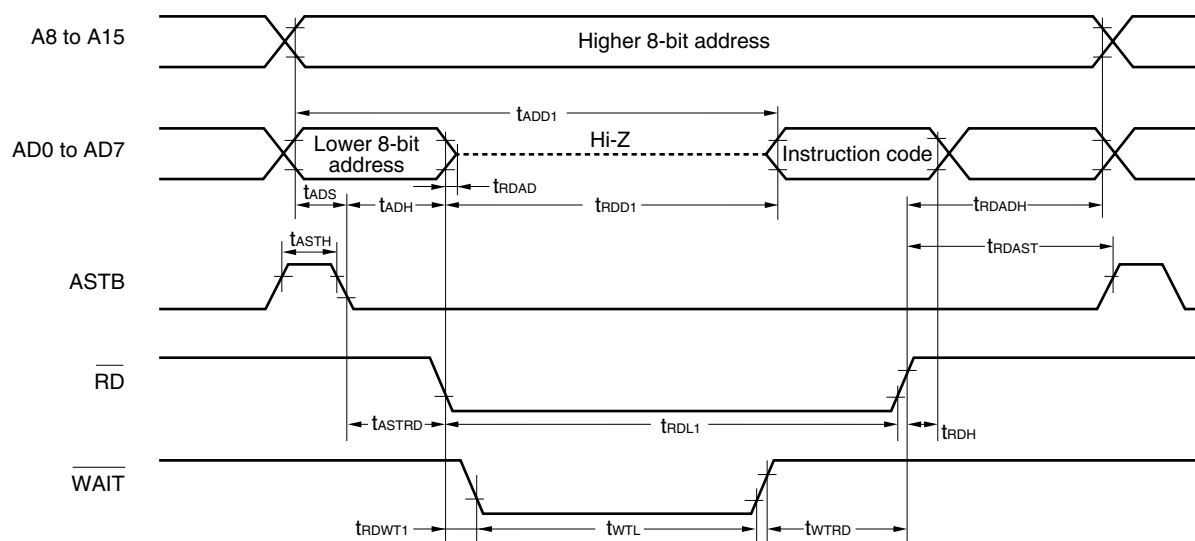 A8 to A15
Higher 8-bit address
tADD1
AD0 to AD7
Lower 8-bit
address
Hi-Z
Instruction code
tRDAD
tADS
tADH
tRDD1
tRDADH
tASTH
tRDAST
ASTB
RD
tASTRD
tRDL1
tRDH
WAIT
tRDWT1
tWTL
tWTRD